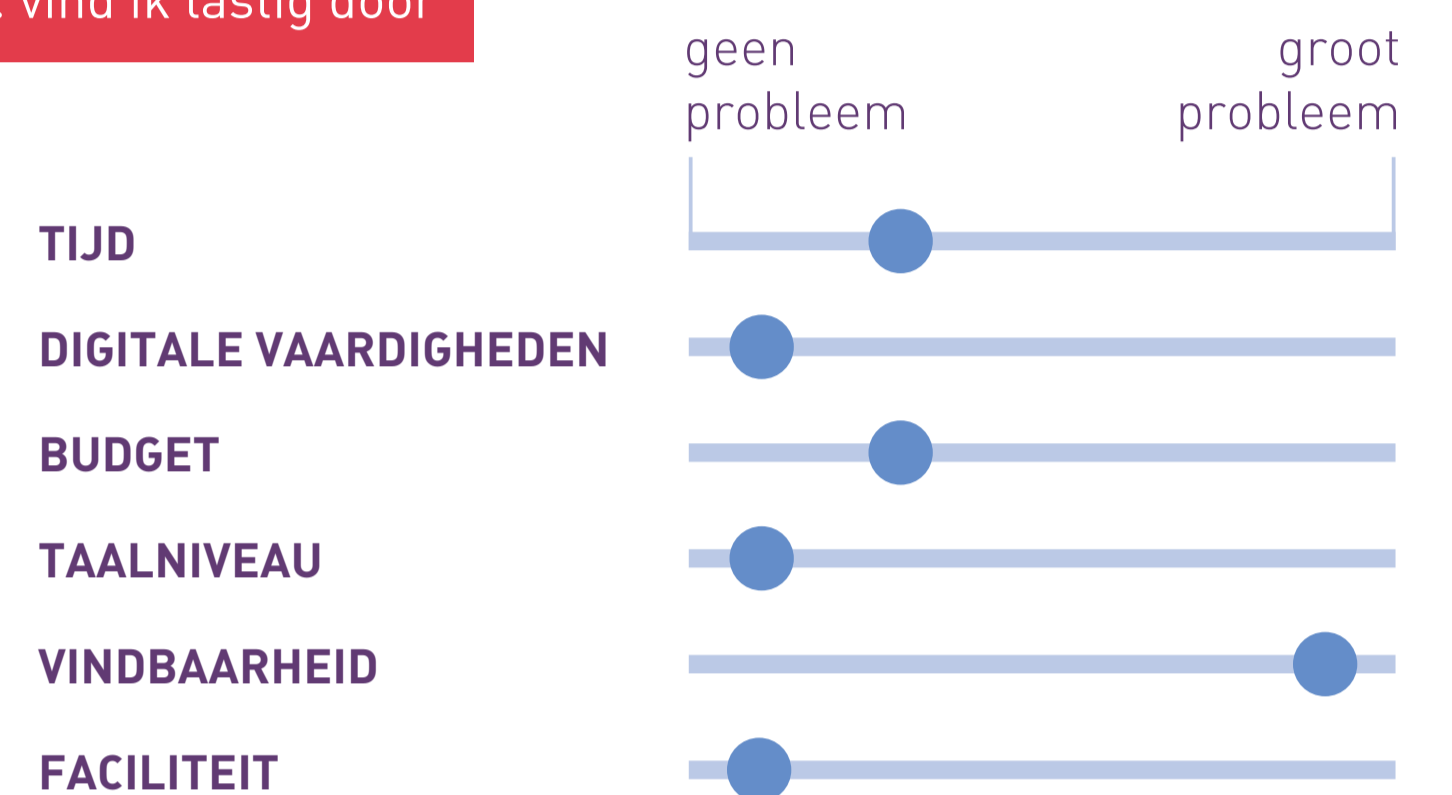 vind ik lastig door
geen
probleem
groot
probleem
TIJD
DIGITALE VAARDIGHEDEN
BUDGET
TAALNIVEAU
VINDBAARHEID
FACILITEIT